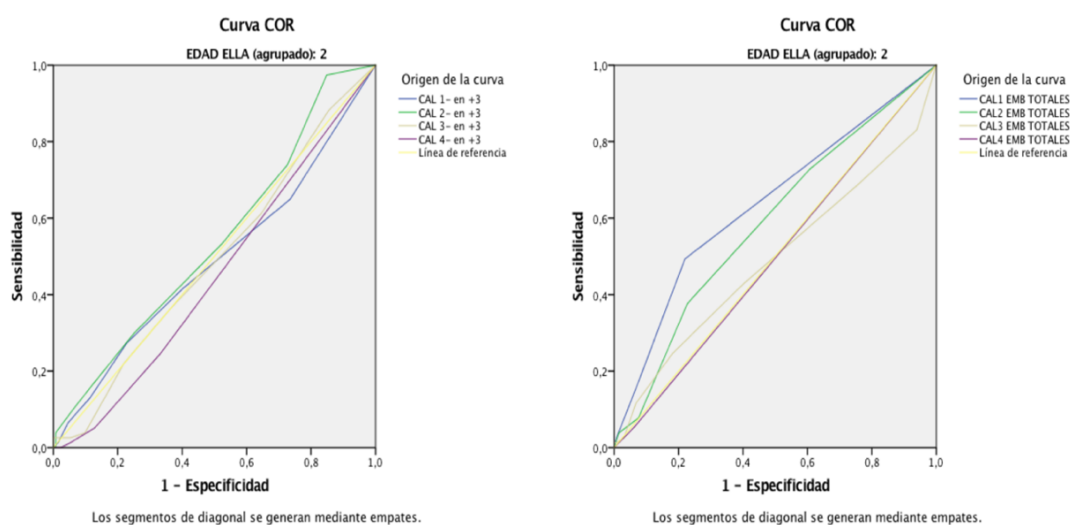 Curva COR
EDAD ELLA (agrupado): 2
1,0
0,8
0,6
0,4
0,2
0,0
0,0 0,2 0,4 0,6 0,8 1,0
Sensibilidad
1 - Especificidad
Origen de la curva
CAL 1- en +3
CAL 2- en +3
CAL 3- en +3
CAL 4- en +3
Línea de referencia
Los segmentos de diagonal se generan mediante empates.
Curva COR
EDAD ELLA (agrupado): 2
1,0
0,8
0,6
0,4
0,2
0,0
0,0 0,2 0,4 0,6 0,8 1,0
Sensibilidad
1 - Especificidad
Origen de la curva
CAL1 EMB TOTALES
CAL2 EMB TOTALES
CAL3 EMB TOTALES
CAL4 EMB TOTALES
Línea de referencia
Los segmentos de diagonal se generan mediante empates.